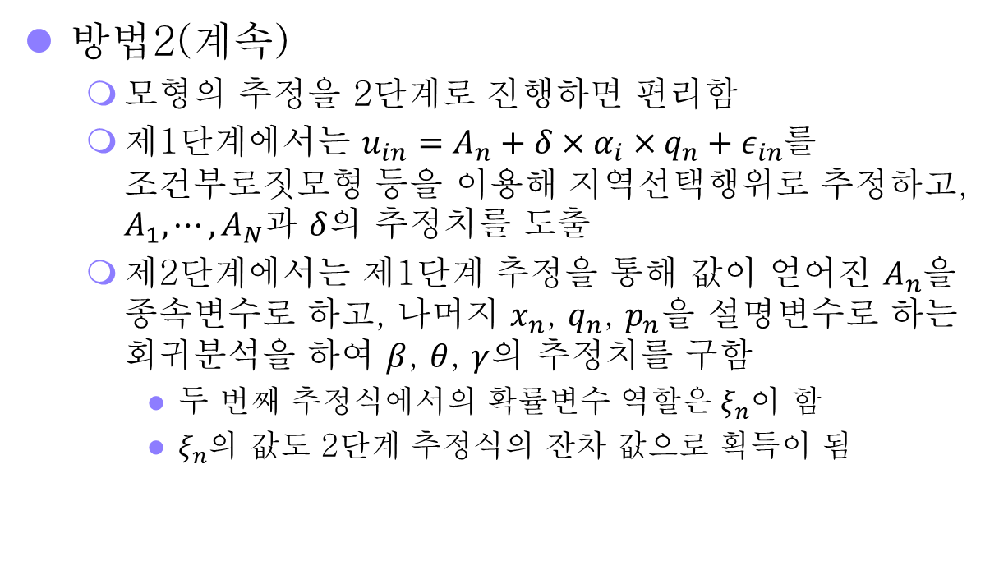 방법2(계속)
모형의 추정을 2단계로 진행하면 편리함
제1단계에서는 $u_{in} = A_n + \delta \times \alpha_i \times q_n + \epsilon_{in}$를
조건부로짓모형 등을 이용해 지역선택행위로 추정하고,
$A_1, \cdots, A_N$과 $\delta$의 추정치를 도출
제2단계에서는 제1단계 추정을 통해 값이 얻어진 $A_n$을
종속변수로 하고, 나머지 $x_n$, $q_n$, $p_n$을 설명변수로 하는
회귀분석을 하여 $\beta$, $\theta$, $\gamma$의 추정치를 구함
두 번째 추정식에서의 확률변수 역할은 $\xi_n$이 함
$\xi_n$의 값도 2단계 추정식의 잔차 값으로 획득이 됨